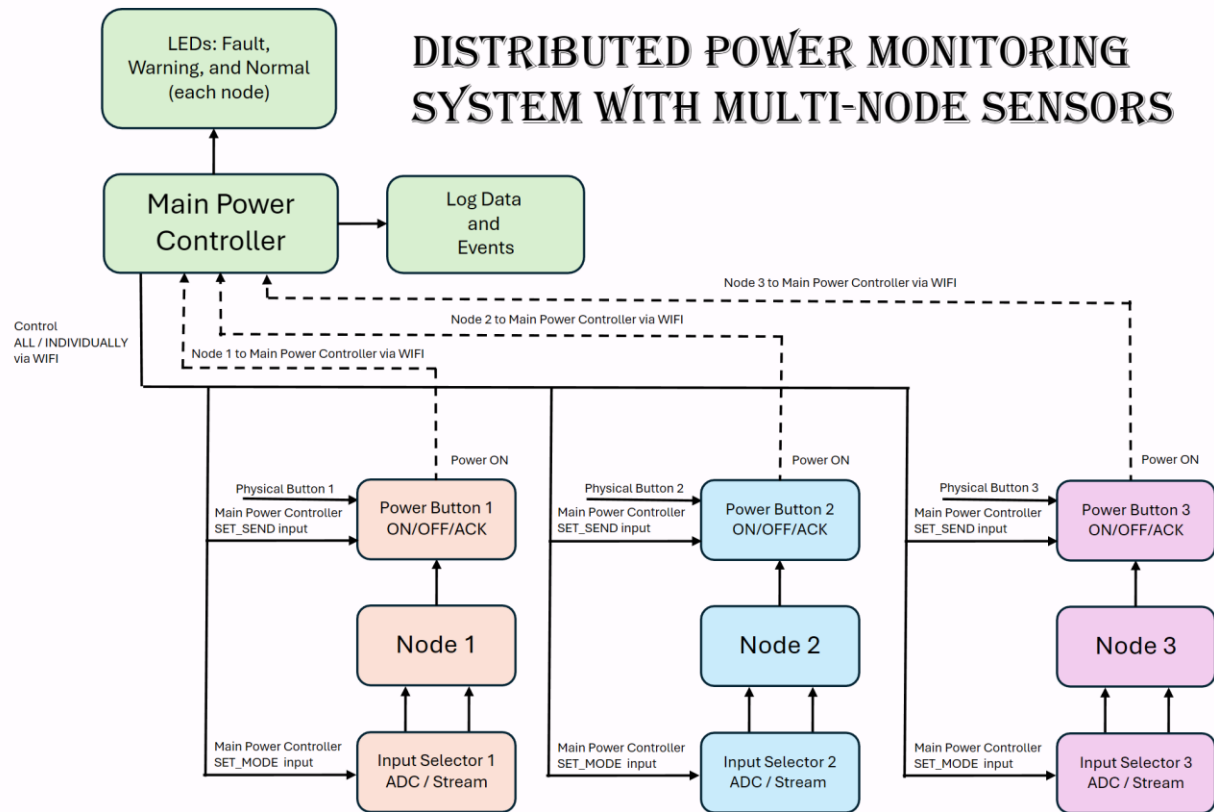 LEDs: Fault,
Warning, and Normal
(each node)
DISTRIBUTED POWER MONITORING
SYSTEM WITH MULTI-NODE SENSORS
Main Power
Controller
Log Data
and
Events
Node 3 to Main Power Controller via WIFI
Node 2 to Main Power Controller via WIFI
Control
ALL / INDIVIDUALLY
via WIFI
Node 1 to Main Power Controller via WIFI
Power ON
Power ON
Power ON
Physical Button 1
Main Power Controller
SET_SEND input
Power Button 1
ON/OFF/ACK
Physical Button 2
Main Power Controller
SET_SEND input
Power Button 2
ON/OFF/ACK
Physical Button 3
Main Power Controller
SET_SEND input
Power Button 3
ON/OFF/ACK
Node 1
Node 2
Node 3
Main Power Controller
SET_MODE input
Input Selector 1
ADC / Stream
Main Power Controller
SET_MODE input
Input Selector 2
ADC / Stream
Main Power Controller
SET_MODE input
Input Selector 3
ADC / Stream